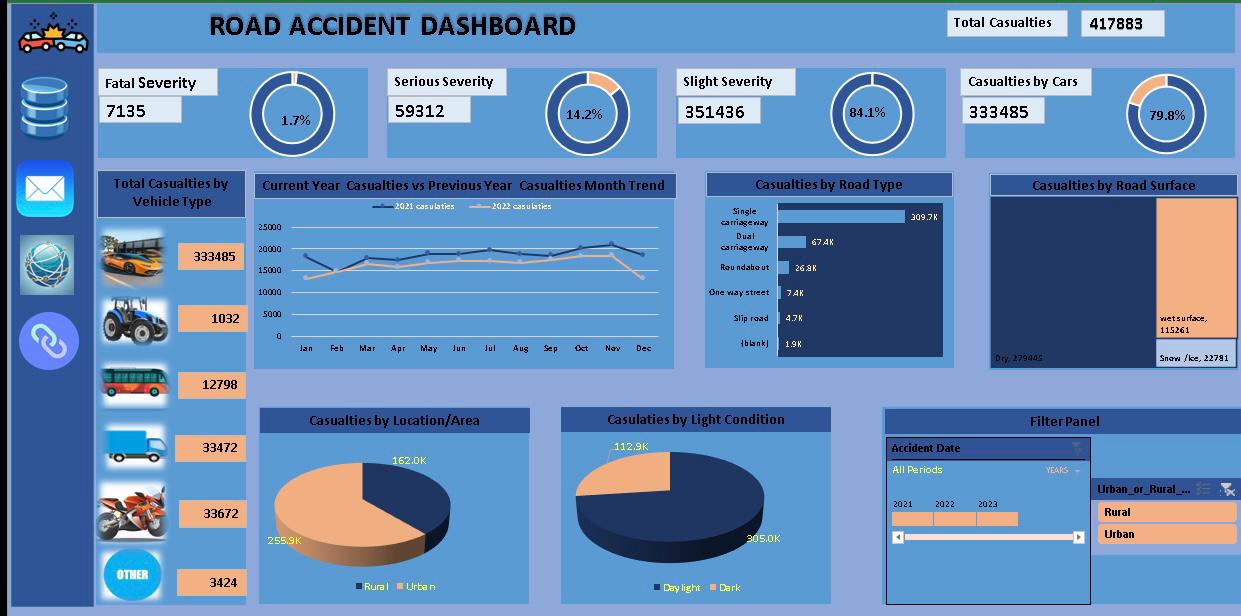 ROAD ACCIDENT DASHBOARD
Total Casualties
417883
Fatal Severity
7135
1.7%
Serious Severity
59312
14.2%
Slight Severity
351436
84.1%
Casualties by Cars
333485
79.8%
Total Casualties by
Vehicle Type
333485
1032
12798
33472
33672
OTHER
3424
Current Year Casualties vs Previous Year Casualties Month Trend
2021 casulaties
2022 casulaties
25000
20000
15000
10000
5000
0
Jan Feb Mar Apr May Jun Jul Aug Sep Oct Nov Dec
Casualties by Road Type
Single
carriageway
309.7K
Dual
carriageway
67.4K
Roundabout
26.8K
One way street
7.4K
Slip road
4.7K
(blank)
1.9K
Casualties by Road Surface
Dry, 279445
wet surface,
115261
Snow /Ice, 22781
Casualties by Location/Area
162.0K
255.9K
Rural Urban
Casulaties by Light Condition
112.9K
305.0K
Daylight Dark
Filter Panel
Accident Date
All Periods
YEARS
2021 2022 2023
Urban_or_Rural_...
Rural
Urban